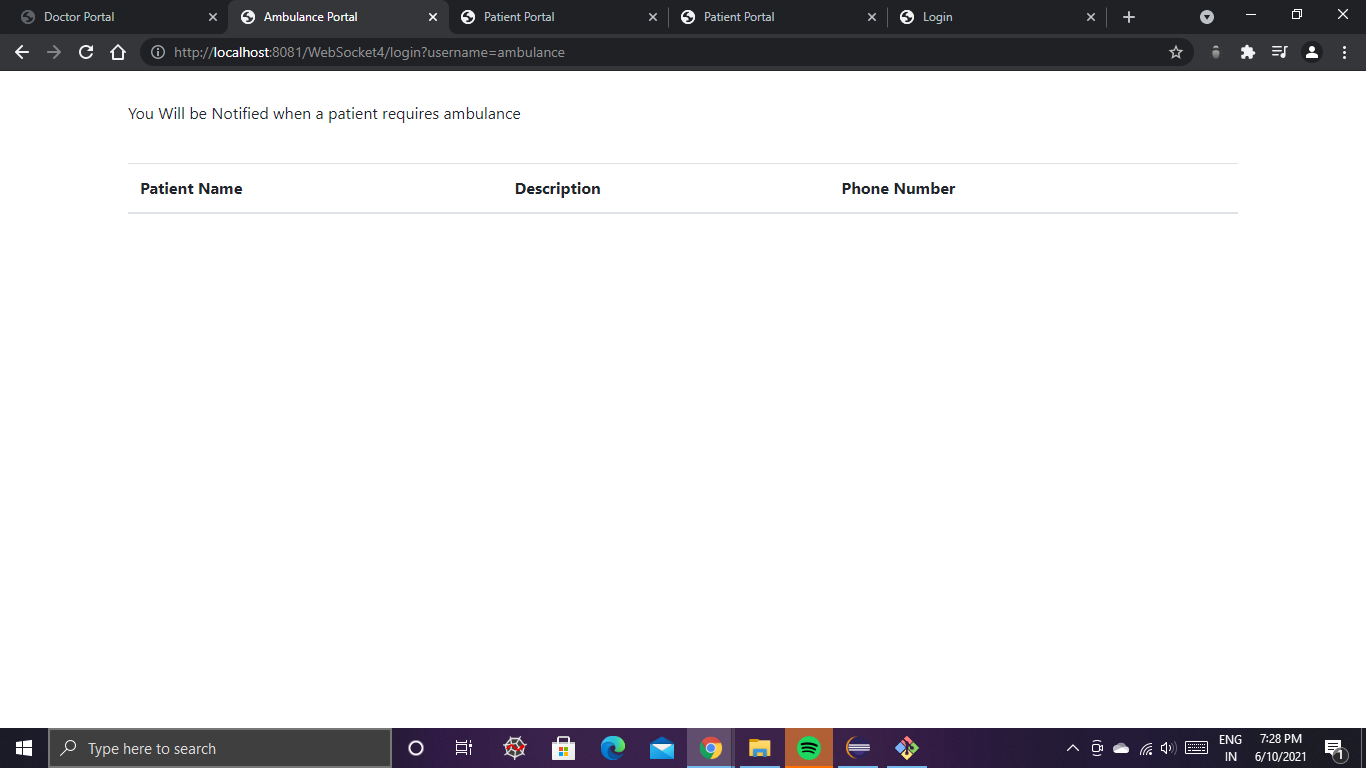 Doctor Portal
Ambulance Portal
Patient Portal
Patient Portal
Login
http://localhost:8081/WebSocket4/login?username=ambulance
You Will be Notified when a patient requires ambulance
Patient Name Description Phone Number
Type here to search
ENG
IN
7:28 PM
6/10/2021
1